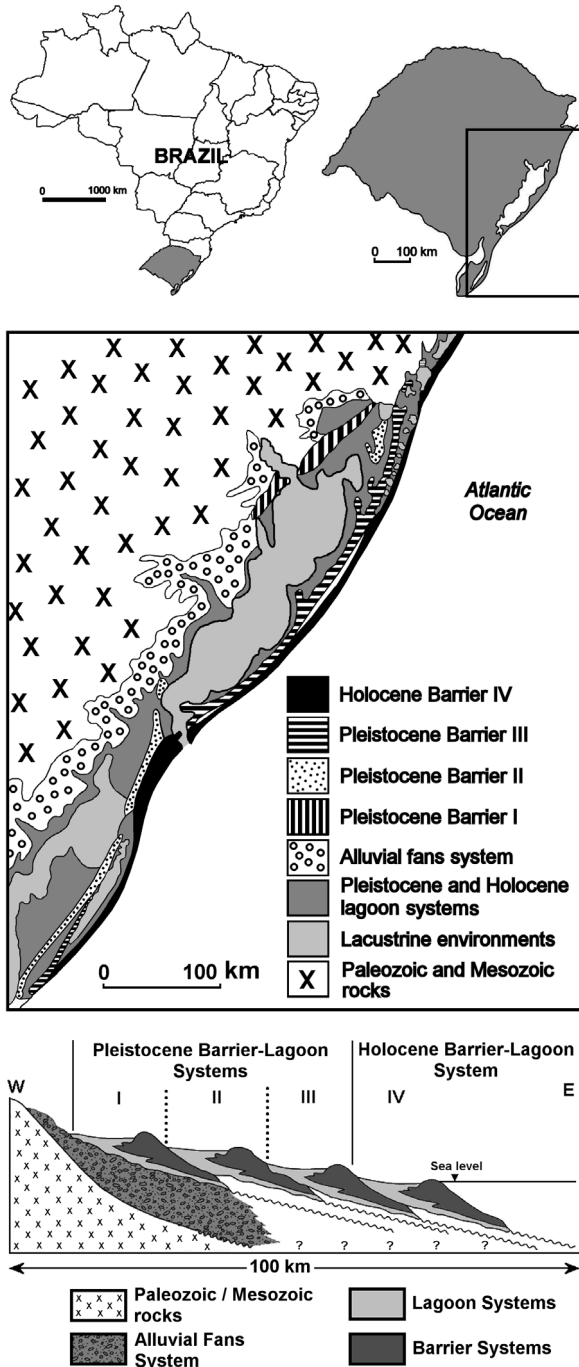 BRAZIL
0 1000 km
0 100 km
Atlantic
Ocean
Holocene Barrier IV
Pleistocene Barrier III
Pleistocene Barrier II
Pleistocene Barrier I
Alluvial fans system
Pleistocene and Holocene
lagoon systems
Lacustrine environments
X Paleozoic and Mesozoic
rocks
0 100 km
Pleistocene Barrier-Lagoon
Systems
Holocene Barrier-Lagoon
System
W I II III IV E
Sea level
? ? ? ? ?
100 km
Paleozoic / Mesozoic
rocks
Lagoon Systems
Alluvial Fans
System
Barrier Systems